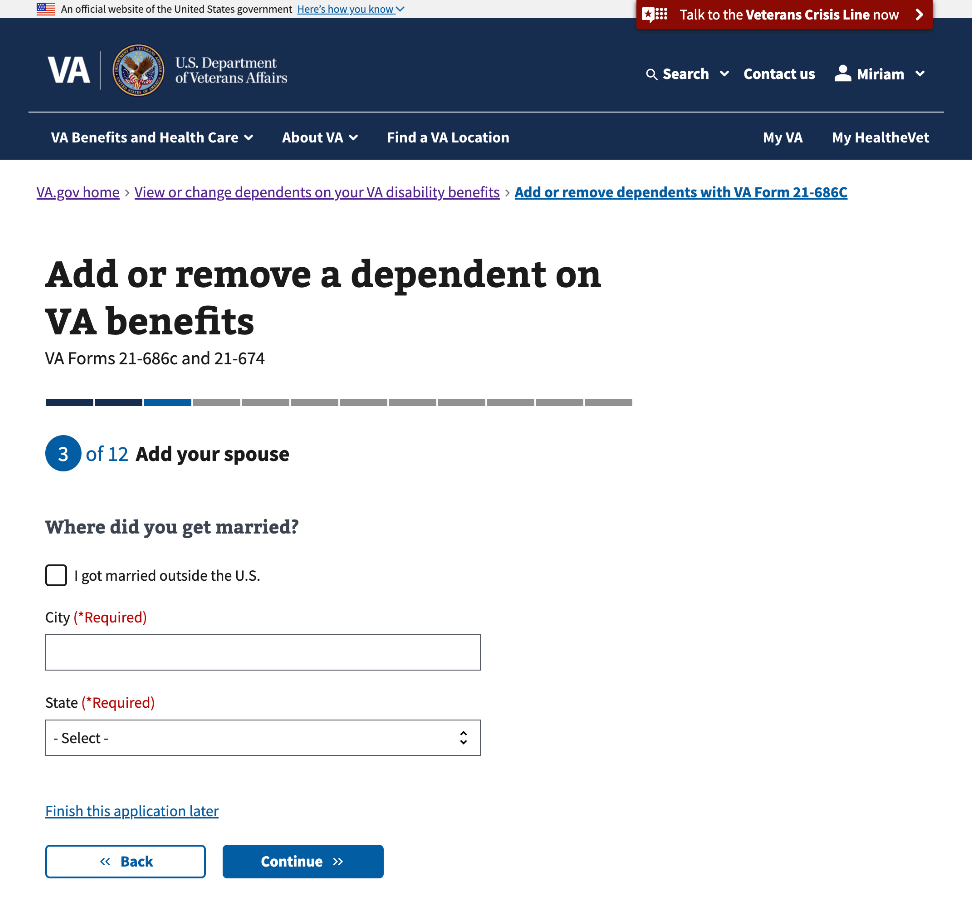 An official website of the United States government Here's how you know
Talk to the Veterans Crisis Line now
VA
U.S. Department
of Veterans Affairs
Search Contact us Miriam
VA Benefits and Health Care About VA Find a VA Location My VA My HealtheVet
VA.gov home › View or change dependents on your VA disability benefits › Add or remove dependents with VA Form 21-686C
Add or remove a dependent on
VA benefits
VA Forms 21-686c and 21-674
3 of 12 Add your spouse
Where did you get married?
I got married outside the U.S.
City (*Required)
State (*Required)
- Select -
Finish this application later
« Back
Continue »